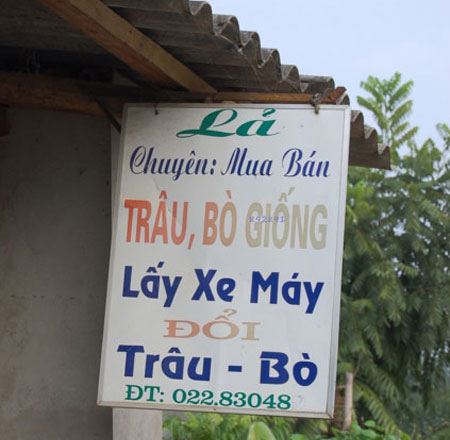 Lả
Chuyên: Mua Bán
TRÂU, BÒ GIỐNG
Lấy Xe Máy
ĐỔI
Trâu - Bò
ĐT: 022.83048